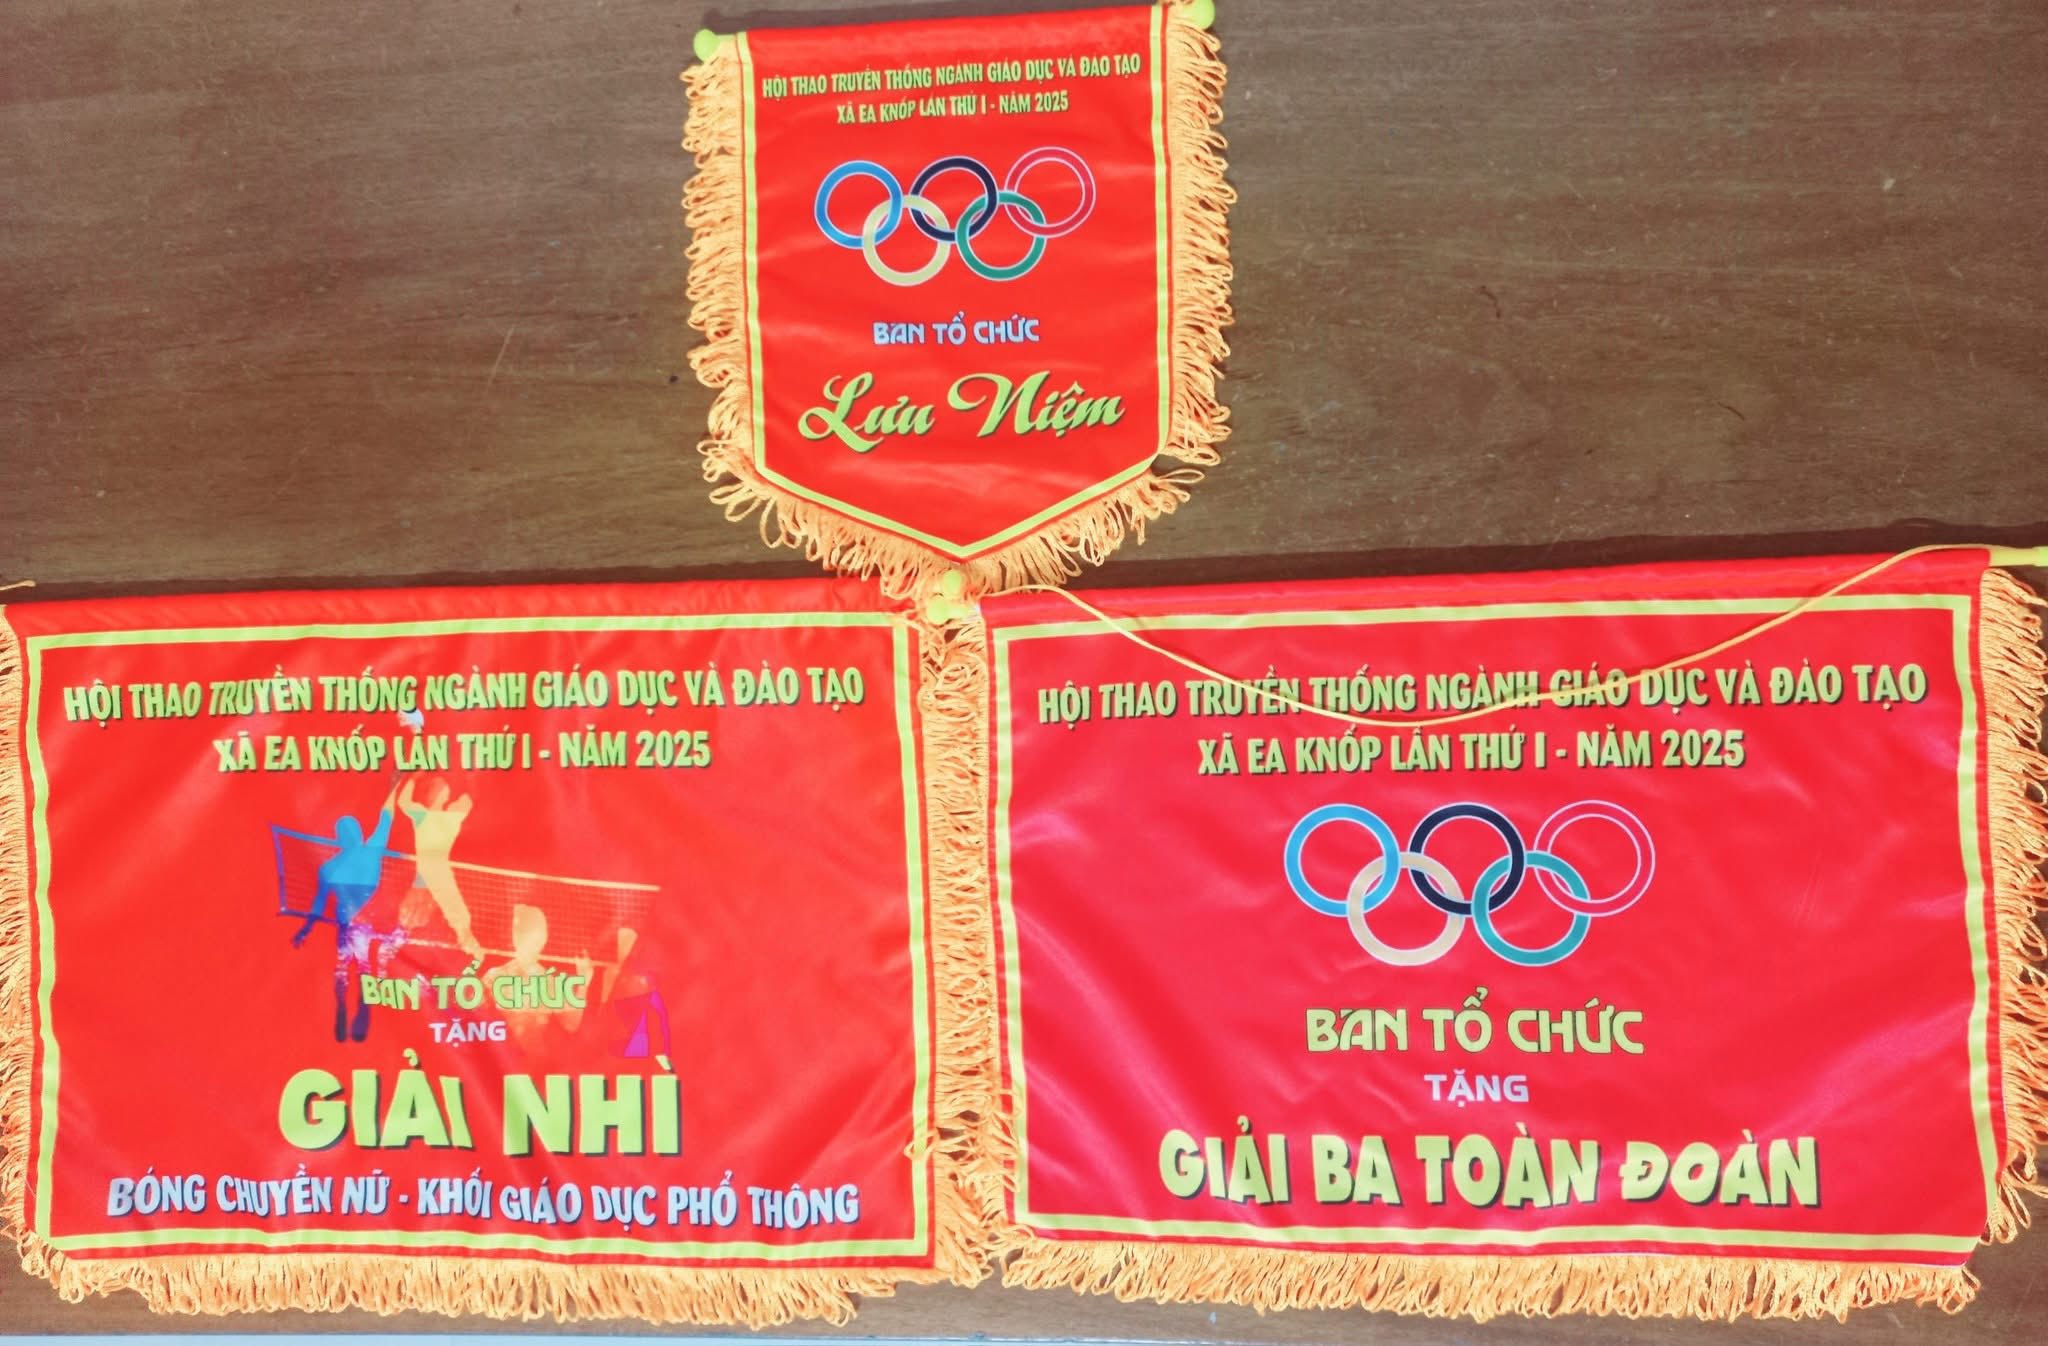 HỘI THAO TRUYỀN THỐNG NGÀNH GIÁO DỤC VÀ ĐÀO TẠO
XÃ EA KNỐP LẦN THỨ I - NĂM 2025
BAN TỔ CHỨC
Lưu Niệm
HỘI THAO TRUYỀN THỐNG NGÀNH GIÁO DỤC VÀ ĐÀO TẠO
XÃ EA KNỐP LẦN THỨ I - NĂM 2025
BAN TỔ CHỨC
TẶNG
GIẢI NHÌ
BÓNG CHUYỀN NỮ - KHỐI GIÁO DỤC PHỔ THÔNG
HỘI THAO TRUYỀN THỐNG NGÀNH GIÁO DỤC VÀ ĐÀO TẠO
XÃ EA KNỐP LẦN THỨ I - NĂM 2025
BAN TỔ CHỨC
TẶNG
GIẢI BA TOÀN ĐOÀN